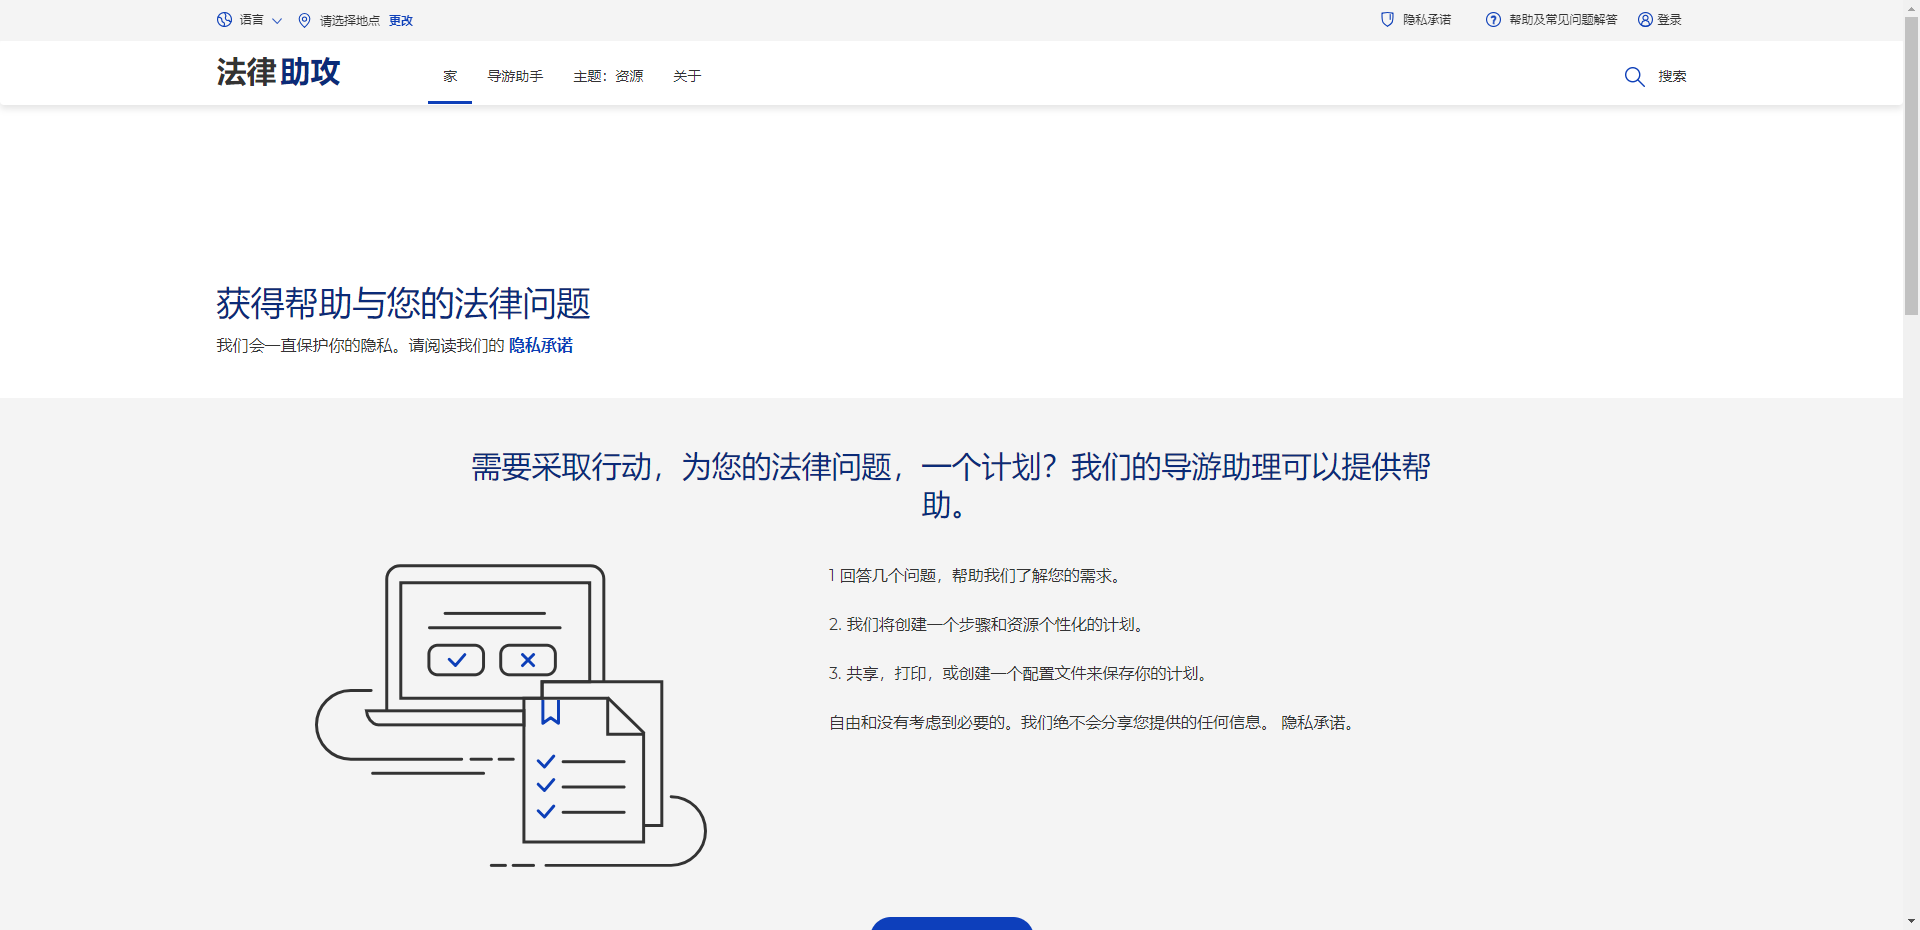 语言 请选择地点 更改 隐私承诺 帮助及常见问题解答 登录
法律助攻 家 导游助手 主题：资源 关于 搜索
获得帮助与您的法律问题
我们会一直保护你的隐私。请阅读我们的 隐私承诺
需要采取行动，为您的法律问题，一个计划？我们的导游助理可以提供帮
助。
1 回答几个问题，帮助我们了解您的需求。
2. 我们将创建一个步骤和资源个性化的计划。
3. 共享，打印，或创建一个配置文件来保存你的计划。
自由和没有考虑到必要的。我们绝不会分享您提供的任何信息。 隐私承诺。